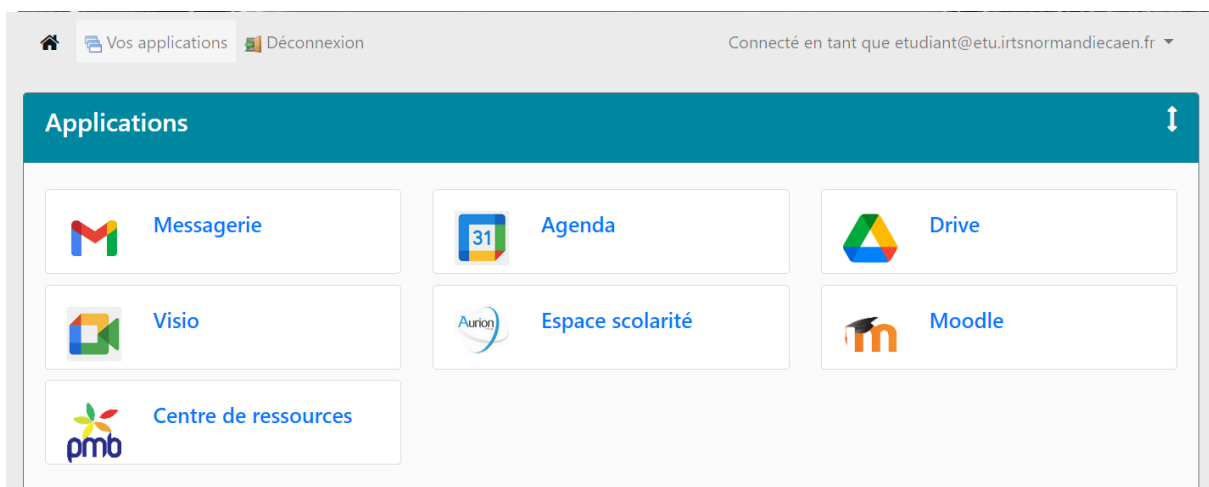 Vos applications Déconnexion Connecté en tant que etudiant@etu.irtsnormandiecaen.fr
Applications
Messagerie
31 Agenda
Drive
Visio
Aurion Espace scolarité
Moodle
pmb Centre de ressources